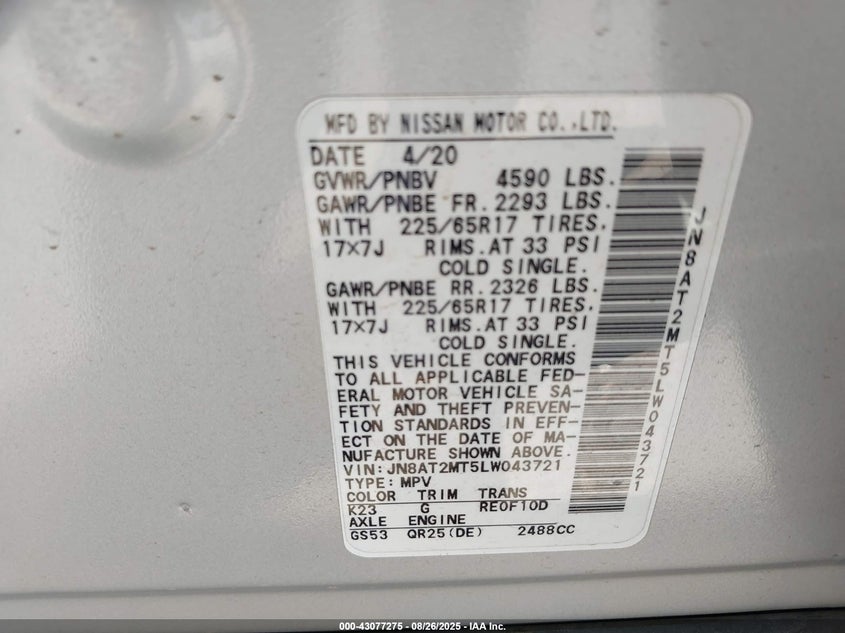 MFD BY NISSAN MOTOR CO.,LTD.
DATE 4/20
GVWR/PNBV 4590 LBS.
GAWR/PNBE FR. 2293 LBS.
WITH 225/65R17 TIRES,
17×7J RIMS.AT 33 PSI
COLD SINGLE.
GAWR/PNBE RR. 2326 LBS.
WITH 225/65R17 TIRES,
17×7J RIMS.AT 33 PSI
COLD SINGLE.
THIS VEHICLE CONFORMS
TO ALL APPLICABLE FED-
ERAL MOTOR VEHICLE SA-
FETY AND THEFT PREVEN-
TION STANDARDS IN EFF-
ECT ON THE DATE OF MA-
NUFACTURE SHOWN ABOVE.
VIN:JN8AT2MT5LW043721
TYPE: MPV
COLOR TRIM TRANS
K23 G RE0F10D
AXLE ENGINE
GS53 QR25(DE) 2488CC
JN8AT2MT5LW043721
000-43077275 - 08/26/2025 - IAA Inc.